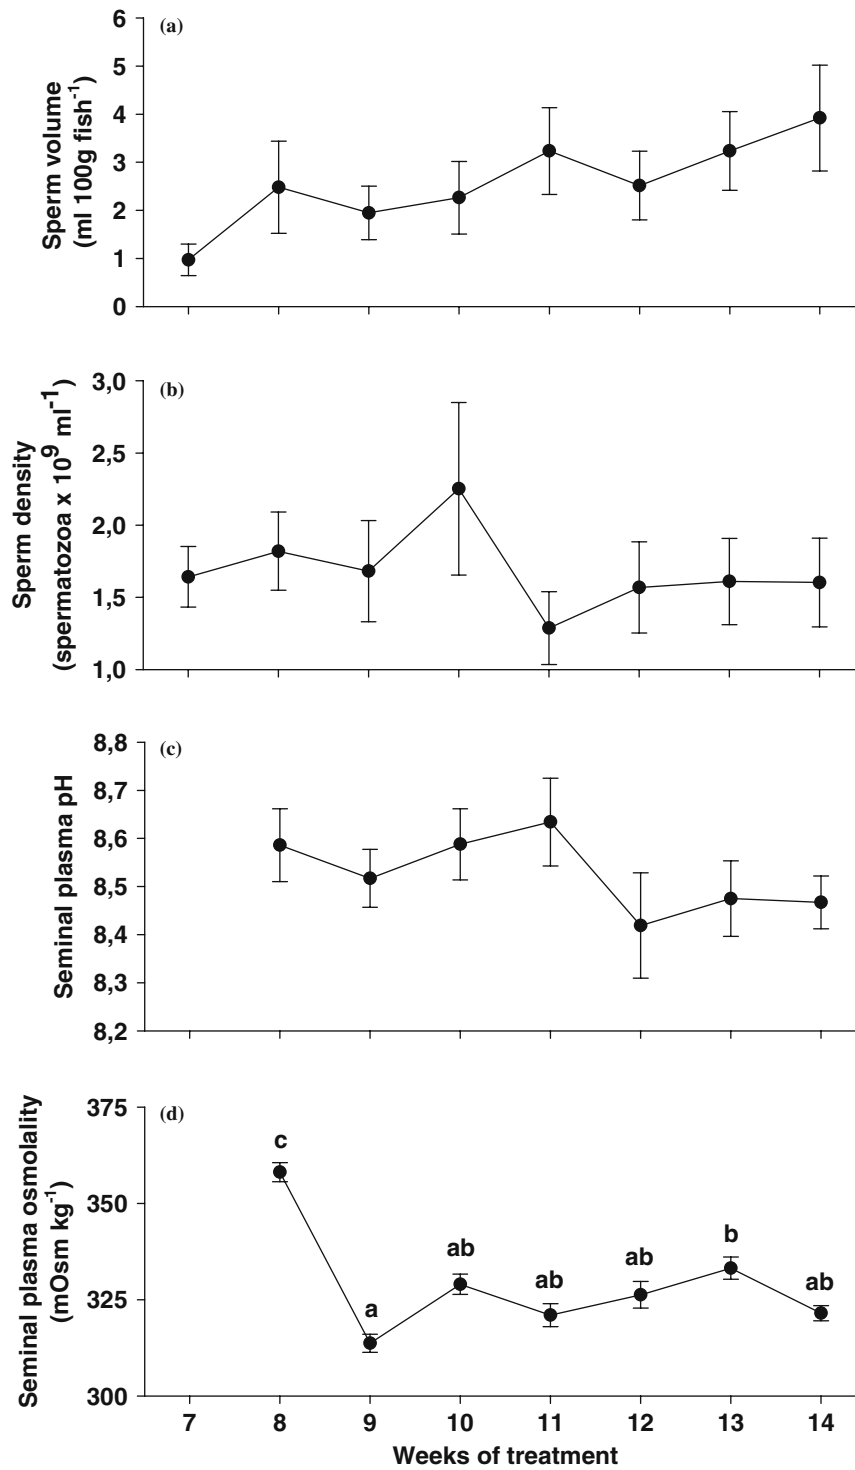 (a)
6
5
4
3
2
1
0
Sperm volume
(ml 100g fish⁻¹)
(b)
3,0
2,5
2,0
1,5
1,0
Sperm density
(spermatozoa x 10⁹ ml⁻¹)
(c)
8,8
8,7
8,6
8,5
8,4
8,3
8,2
Seminal plasma pH
(d)
375
350
325
300
Seminal plasma osmolality
(mOsm kg⁻¹)
c
a
ab
ab
ab
b
ab
7 8 9 10 11 12 13 14
Weeks of treatment